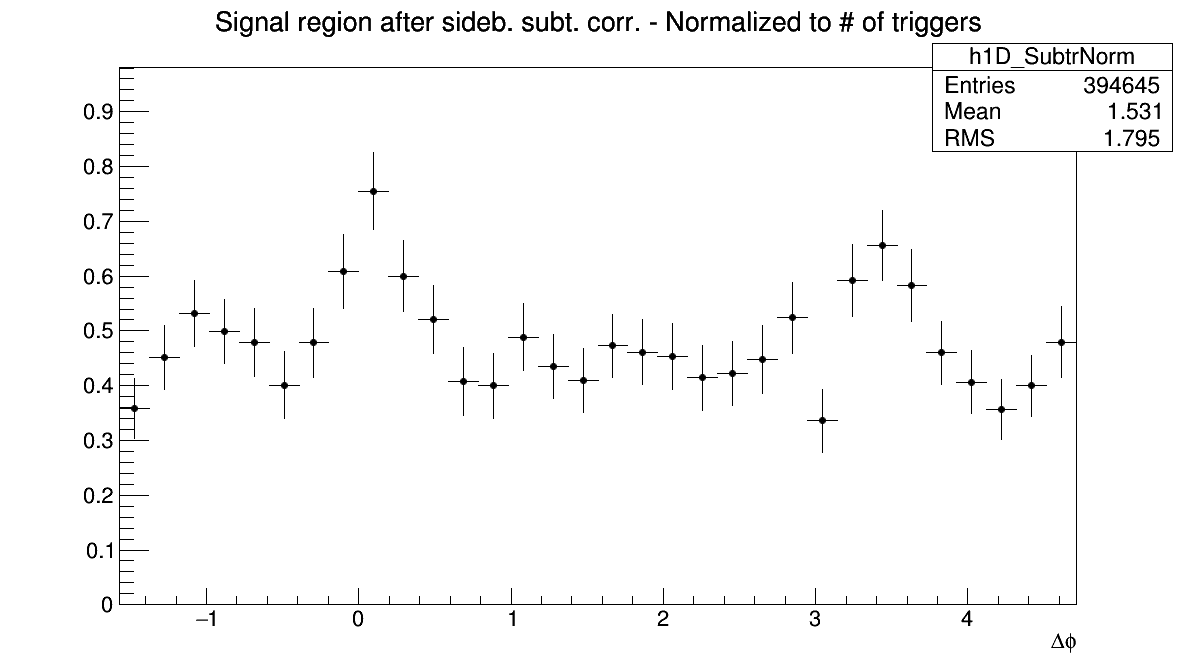 Signal region after sideb. subt. corr. - Normalized to # of triggers
h1D_SubtrNorm
Entries 394645
Mean 1.531
RMS 1.795
0.9
0.8
0.7
0.6
0.5
0.4
0.3
0.2
0.1
0
−1 0 1 2 3 4
Δϕ